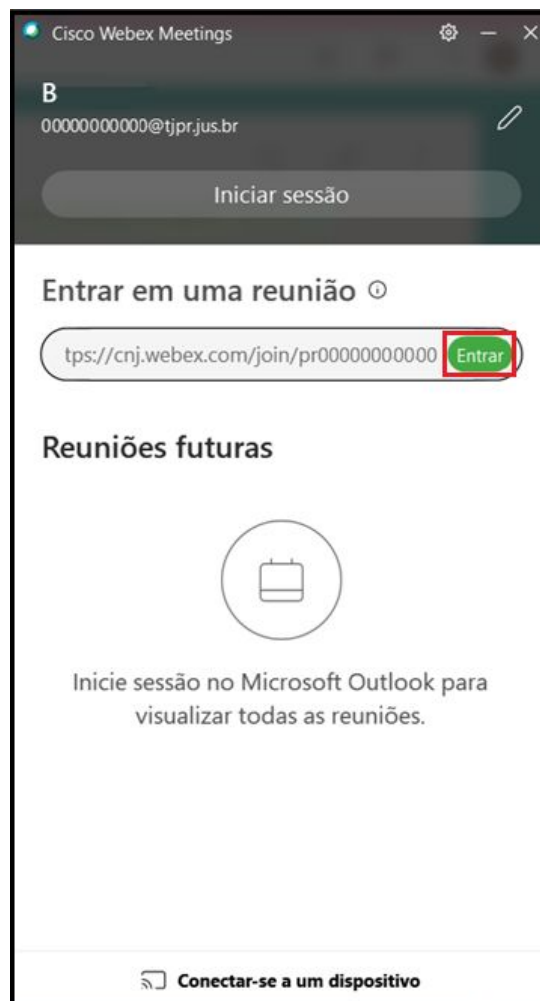 Cisco Webex Meetings
B
00000000000@tjpr.jus.br
Iniciar sessão
Entrar em uma reunião
tps://cnj.webex.com/join/pr00000000000 Entrar
Reuniões futuras
Inicie sessão no Microsoft Outlook para
visualizar todas as reuniões.
Conectar-se a um dispositivo